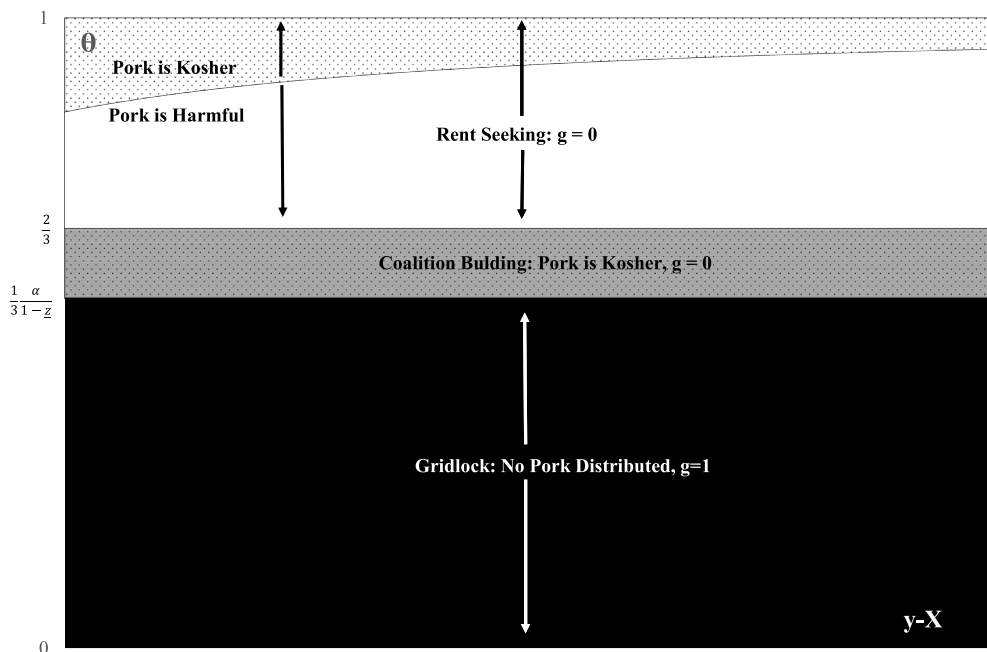 1
θ
Pork is Kosher
Pork is Harmful
Rent Seeking: g = 0
2/3
Coalition Bulding: Pork is Kosher, g = 0
1/3 α/(1 − z̲)
Gridlock: No Pork Distributed, g=1
y-X
0